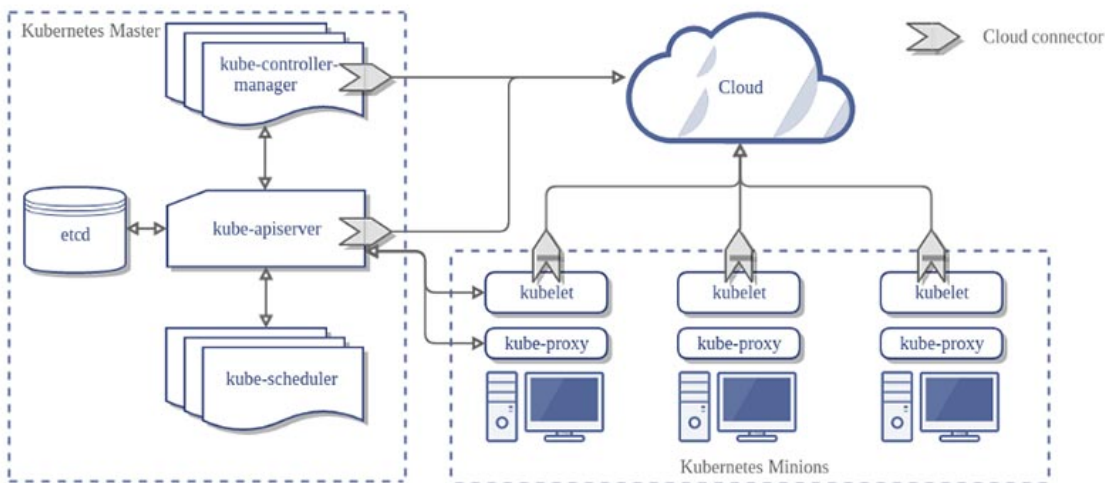 Kubernetes Master
kube-controller-
manager
Cloud
Cloud connector
etcd
kube-apiserver
kube-scheduler
kubelet
kubelet
kubelet
kube-proxy
kube-proxy
kube-proxy
Kubernetes Minions